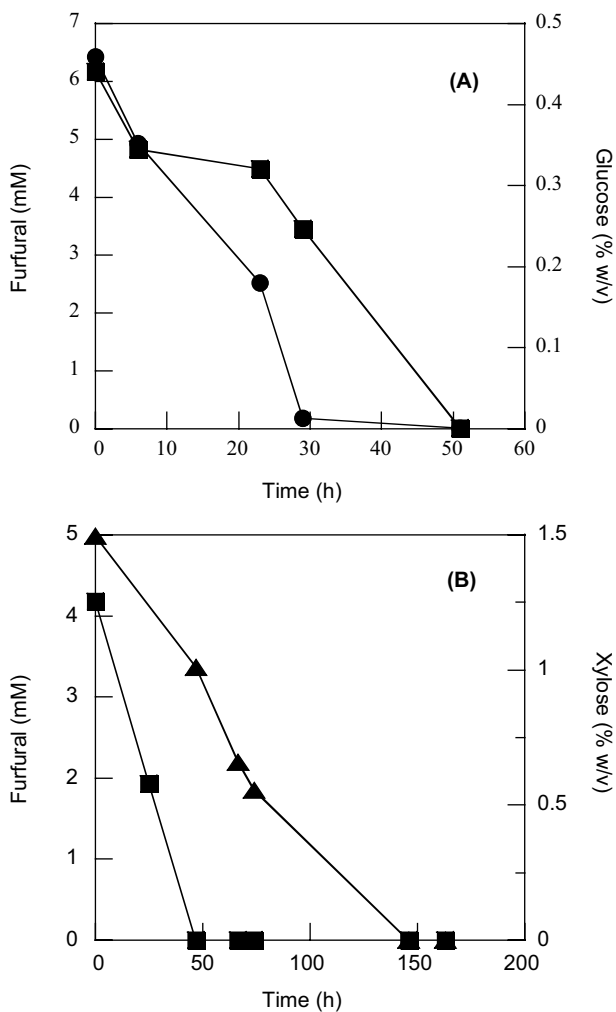 7
6
5
4
3
2
1
0
0.5
0.4
0.3
0.2
0.1
0
(A)
Furfural (mM)
Glucose (% w/v)
0 10 20 30 40 50 60
Time (h)
5
4
3
2
1
0
1.5
1
0.5
0
(B)
Furfural (mM)
Xylose (% w/v)
0 50 100 150 200
Time (h)